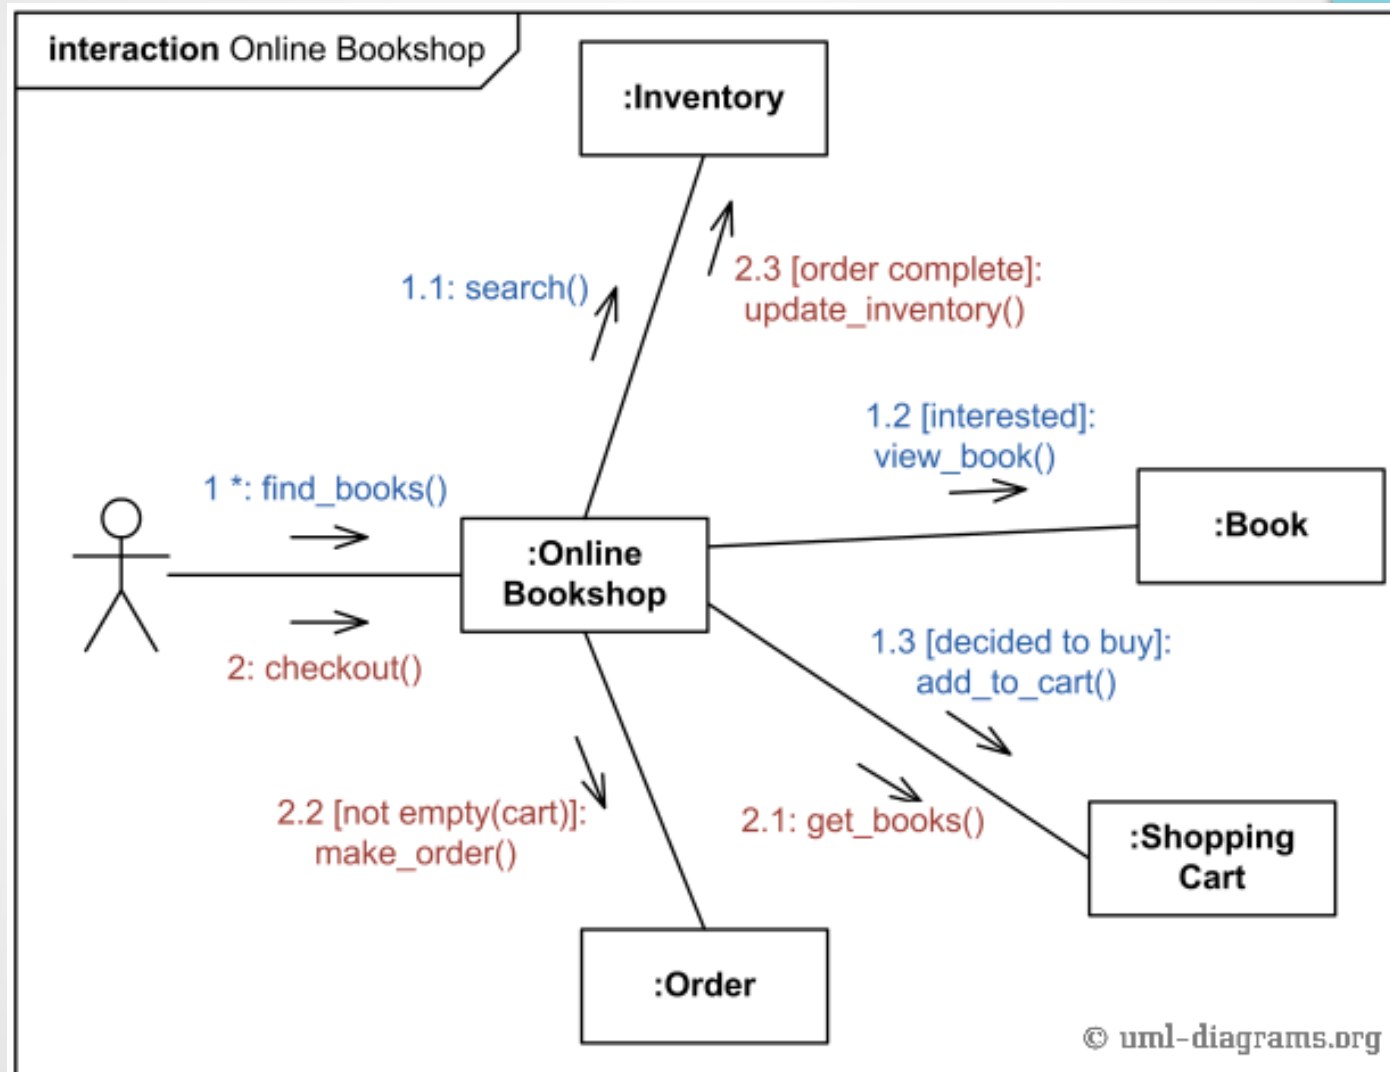 interaction Online Bookshop
:Inventory
1.1: search()
2.3 [order complete]:
update_inventory()
1.2 [interested]:
view_book()
1 *: find_books()
:Book
:Online
Bookshop
2: checkout()
1.3 [decided to buy]:
add_to_cart()
2.2 [not empty(cart)]:
make_order()
2.1: get_books()
:Shopping
Cart
:Order
© uml-diagrams.org